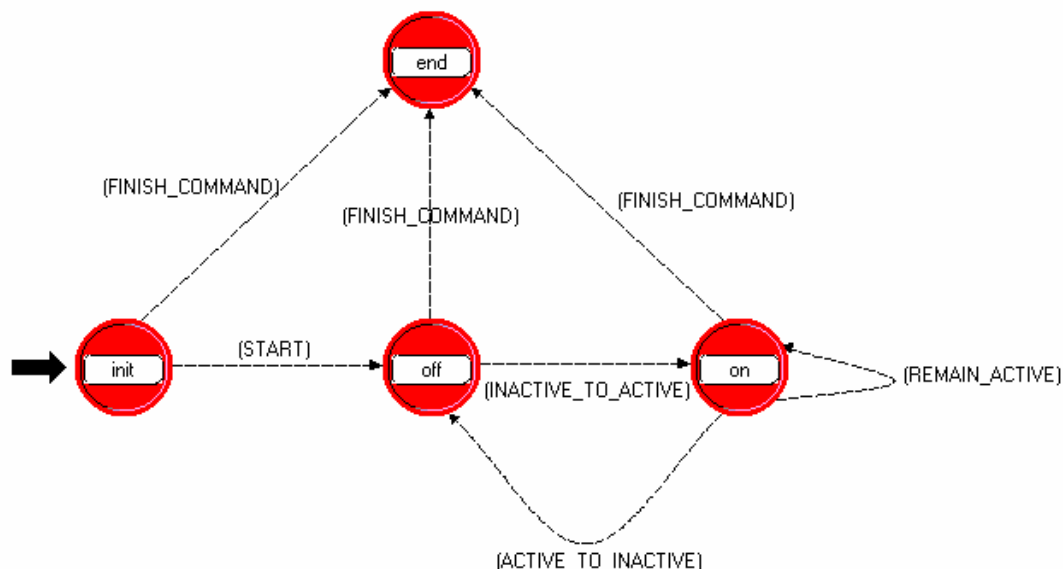 end
(FINISH_COMMAND)
(FINISH_COMMAND)
(FINISH_COMMAND)
(START)
init
off
on
(INACTIVE_TO_ACTIVE)
(REMAIN_ACTIVE)
(ACTIVE_TO_INACTIVE)